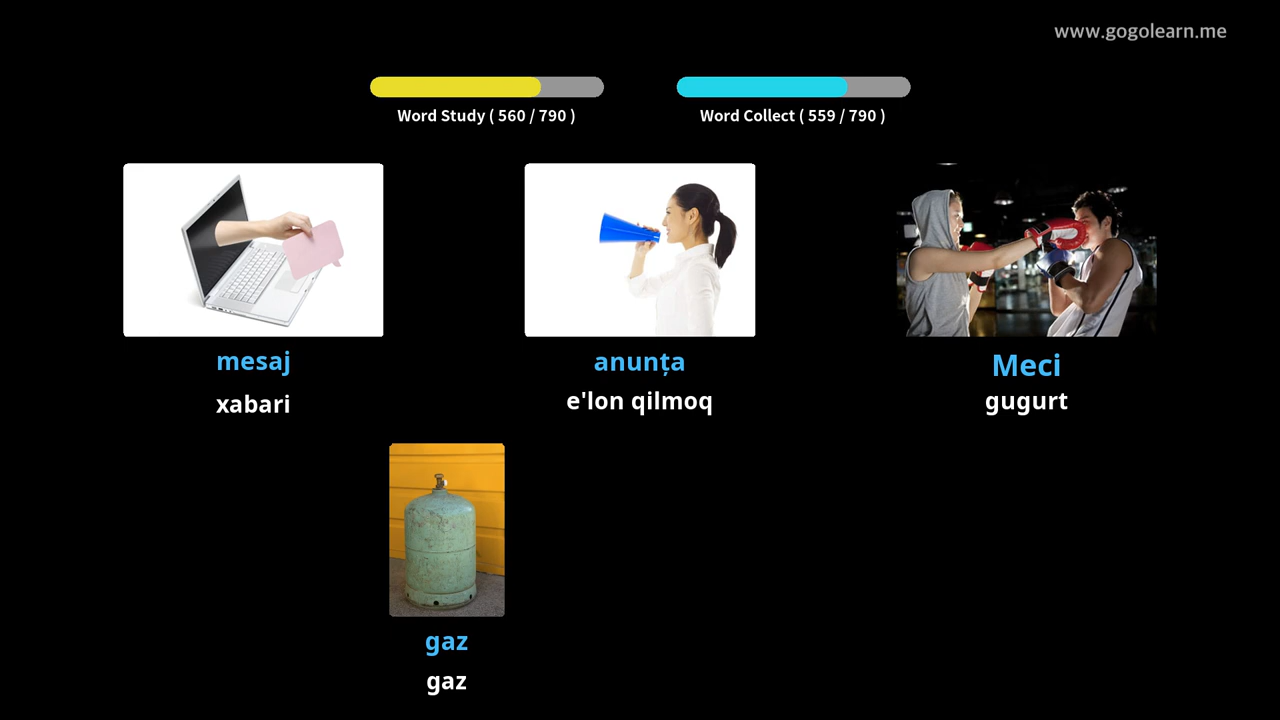 www.gogolearn.me
Word Study ( 560 / 790 )
Word Collect ( 559 / 790 )
mesaj
xabari
anunța
e'lon qilmoq
Meci
gugurt
gaz
gaz